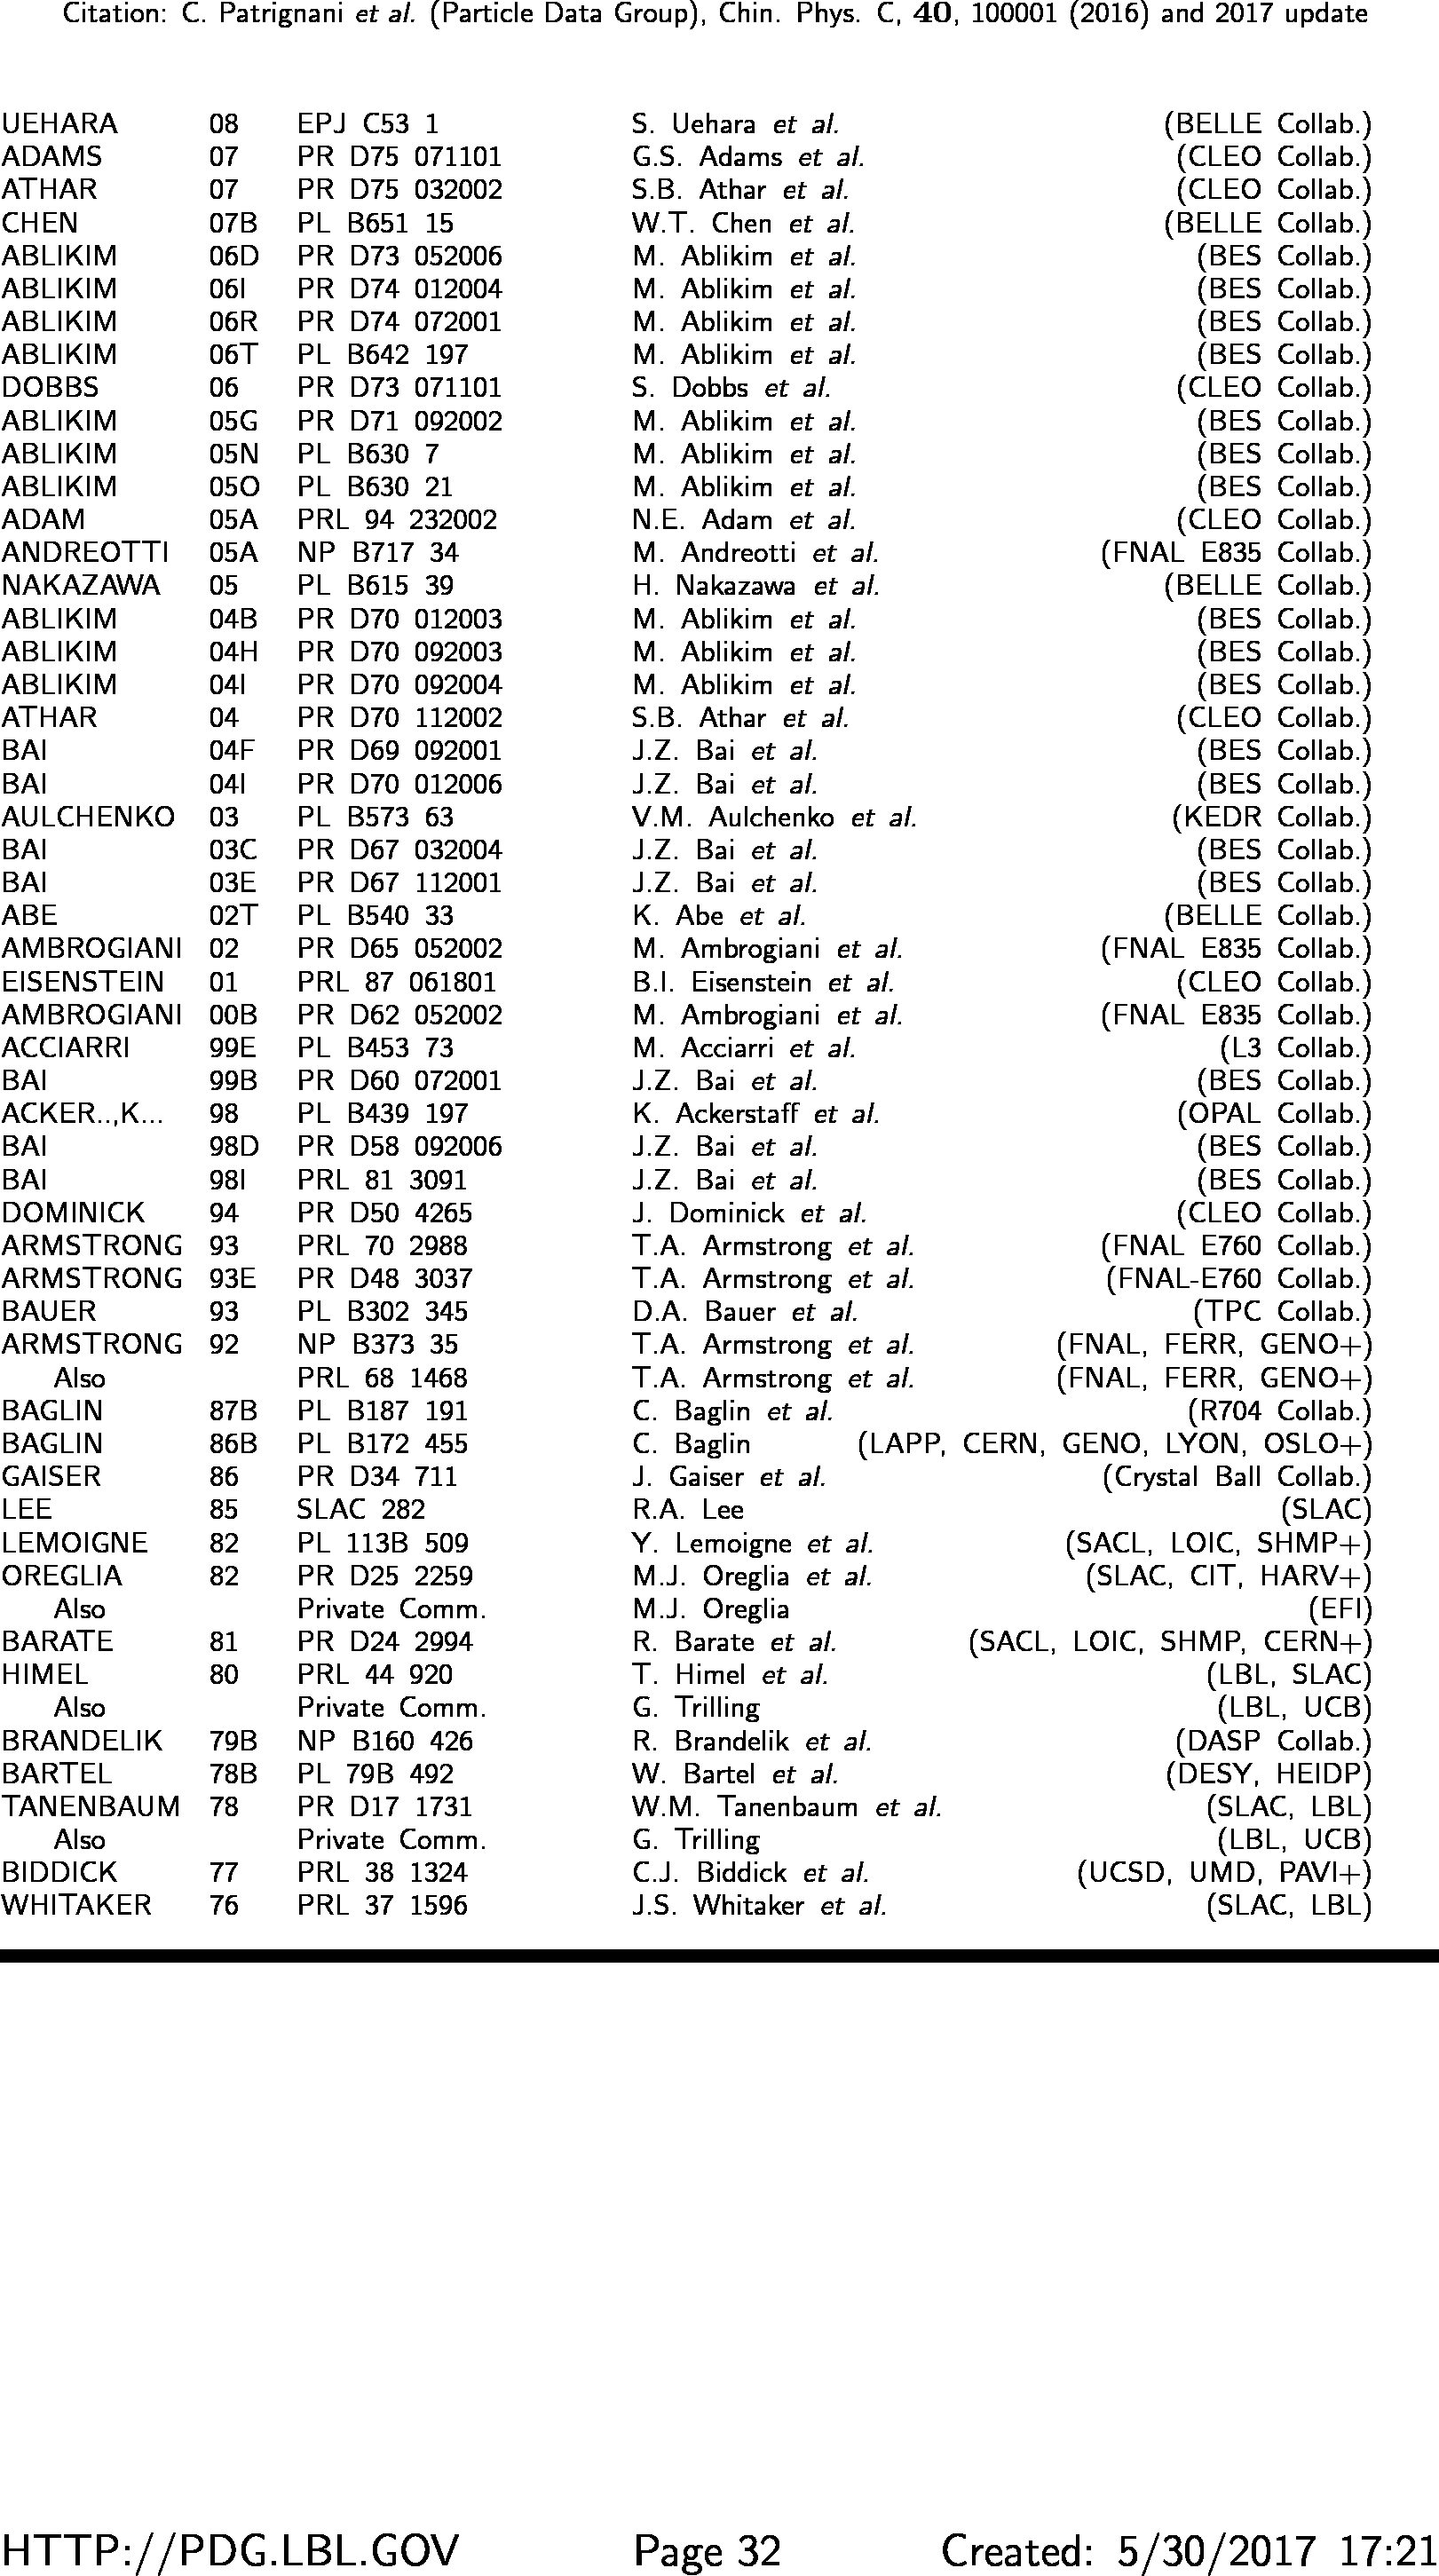 Citation: C. Patrignani et al. (Particle Data Group), Chin. Phys. C, 40, 100001 (2016) and 2017 update
UEHARA 08 EPJ C53 1 S. Uehara et al. (BELLE Collab.)
ADAMS 07 PR D75 071101 G.S. Adams et al. (CLEO Collab.)
ATHAR 07 PR D75 032002 S.B. Athar et al. (CLEO Collab.)
CHEN 07B PL B651 15 W.T. Chen et al. (BELLE Collab.)
ABLIKIM 06D PR D73 052006 M. Ablikim et al. (BES Collab.)
ABLIKIM 06I PR D74 012004 M. Ablikim et al. (BES Collab.)
ABLIKIM 06R PR D74 072001 M. Ablikim et al. (BES Collab.)
ABLIKIM 06T PL B642 197 M. Ablikim et al. (BES Collab.)
DOBBS 06 PR D73 071101 S. Dobbs et al. (CLEO Collab.)
ABLIKIM 05G PR D71 092002 M. Ablikim et al. (BES Collab.)
ABLIKIM 05N PL B630 7 M. Ablikim et al. (BES Collab.)
ABLIKIM 05O PL B630 21 M. Ablikim et al. (BES Collab.)
ADAM 05A PRL 94 232002 N.E. Adam et al. (CLEO Collab.)
ANDREOTTI 05A NP B717 34 M. Andreotti et al. (FNAL E835 Collab.)
NAKAZAWA 05 PL B615 39 H. Nakazawa et al. (BELLE Collab.)
ABLIKIM 04B PR D70 012003 M. Ablikim et al. (BES Collab.)
ABLIKIM 04H PR D70 092003 M. Ablikim et al. (BES Collab.)
ABLIKIM 04I PR D70 092004 M. Ablikim et al. (BES Collab.)
ATHAR 04 PR D70 112002 S.B. Athar et al. (CLEO Collab.)
BAI 04F PR D69 092001 J.Z. Bai et al. (BES Collab.)
BAI 04I PR D70 012006 J.Z. Bai et al. (BES Collab.)
AULCHENKO 03 PL B573 63 V.M. Aulchenko et al. (KEDR Collab.)
BAI 03C PR D67 032004 J.Z. Bai et al. (BES Collab.)
BAI 03E PR D67 112001 J.Z. Bai et al. (BES Collab.)
ABE 02T PL B540 33 K. Abe et al. (BELLE Collab.)
AMBROGIANI 02 PR D65 052002 M. Ambrogiani et al. (FNAL E835 Collab.)
EISENSTEIN 01 PRL 87 061801 B.I. Eisenstein et al. (CLEO Collab.)
AMBROGIANI 00B PR D62 052002 M. Ambrogiani et al. (FNAL E835 Collab.)
ACCIARRI 99E PL B453 73 M. Acciarri et al. (L3 Collab.)
BAI 99B PR D60 072001 J.Z. Bai et al. (BES Collab.)
ACKER..,K... 98 PL B439 197 K. Ackerstaff et al. (OPAL Collab.)
BAI 98D PR D58 092006 J.Z. Bai et al. (BES Collab.)
BAI 98I PRL 81 3091 J.Z. Bai et al. (BES Collab.)
DOMINICK 94 PR D50 4265 J. Dominick et al. (CLEO Collab.)
ARMSTRONG 93 PRL 70 2988 T.A. Armstrong et al. (FNAL E760 Collab.)
ARMSTRONG 93E PR D48 3037 T.A. Armstrong et al. (FNAL-E760 Collab.)
BAUER 93 PL B302 345 D.A. Bauer et al. (TPC Collab.)
ARMSTRONG 92 NP B373 35 T.A. Armstrong et al. (FNAL, FERR, GENO+)
Also PRL 68 1468 T.A. Armstrong et al. (FNAL, FERR, GENO+)
BAGLIN 87B PL B187 191 C. Baglin et al. (R704 Collab.)
BAGLIN 86B PL B172 455 C. Baglin (LAPP, CERN, GENO, LYON, OSLO+)
GAISER 86 PR D34 711 J. Gaiser et al. (Crystal Ball Collab.)
LEE 85 SLAC 282 R.A. Lee (SLAC)
LEMOIGNE 82 PL 113B 509 Y. Lemoigne et al. (SACL, LOIC, SHMP+)
OREGLIA 82 PR D25 2259 M.J. Oreglia et al. (SLAC, CIT, HARV+)
Also Private Comm. M.J. Oreglia (EFI)
BARATE 81 PR D24 2994 R. Barate et al. (SACL, LOIC, SHMP, CERN+)
HIMEL 80 PRL 44 920 T. Himel et al. (LBL, SLAC)
Also Private Comm. G. Trilling (LBL, UCB)
BRANDELIK 79B NP B160 426 R. Brandelik et al. (DASP Collab.)
BARTEL 78B PL 79B 492 W. Bartel et al. (DESY, HEIDP)
TANENBAUM 78 PR D17 1731 W.M. Tanenbaum et al. (SLAC, LBL)
Also Private Comm. G. Trilling (LBL, UCB)
BIDDICK 77 PRL 38 1324 C.J. Biddick et al. (UCSD, UMD, PAVI+)
WHITAKER 76 PRL 37 1596 J.S. Whitaker et al. (SLAC, LBL)
HTTP://PDG.LBL.GOV Page 32 Created: 5/30/2017 17:21